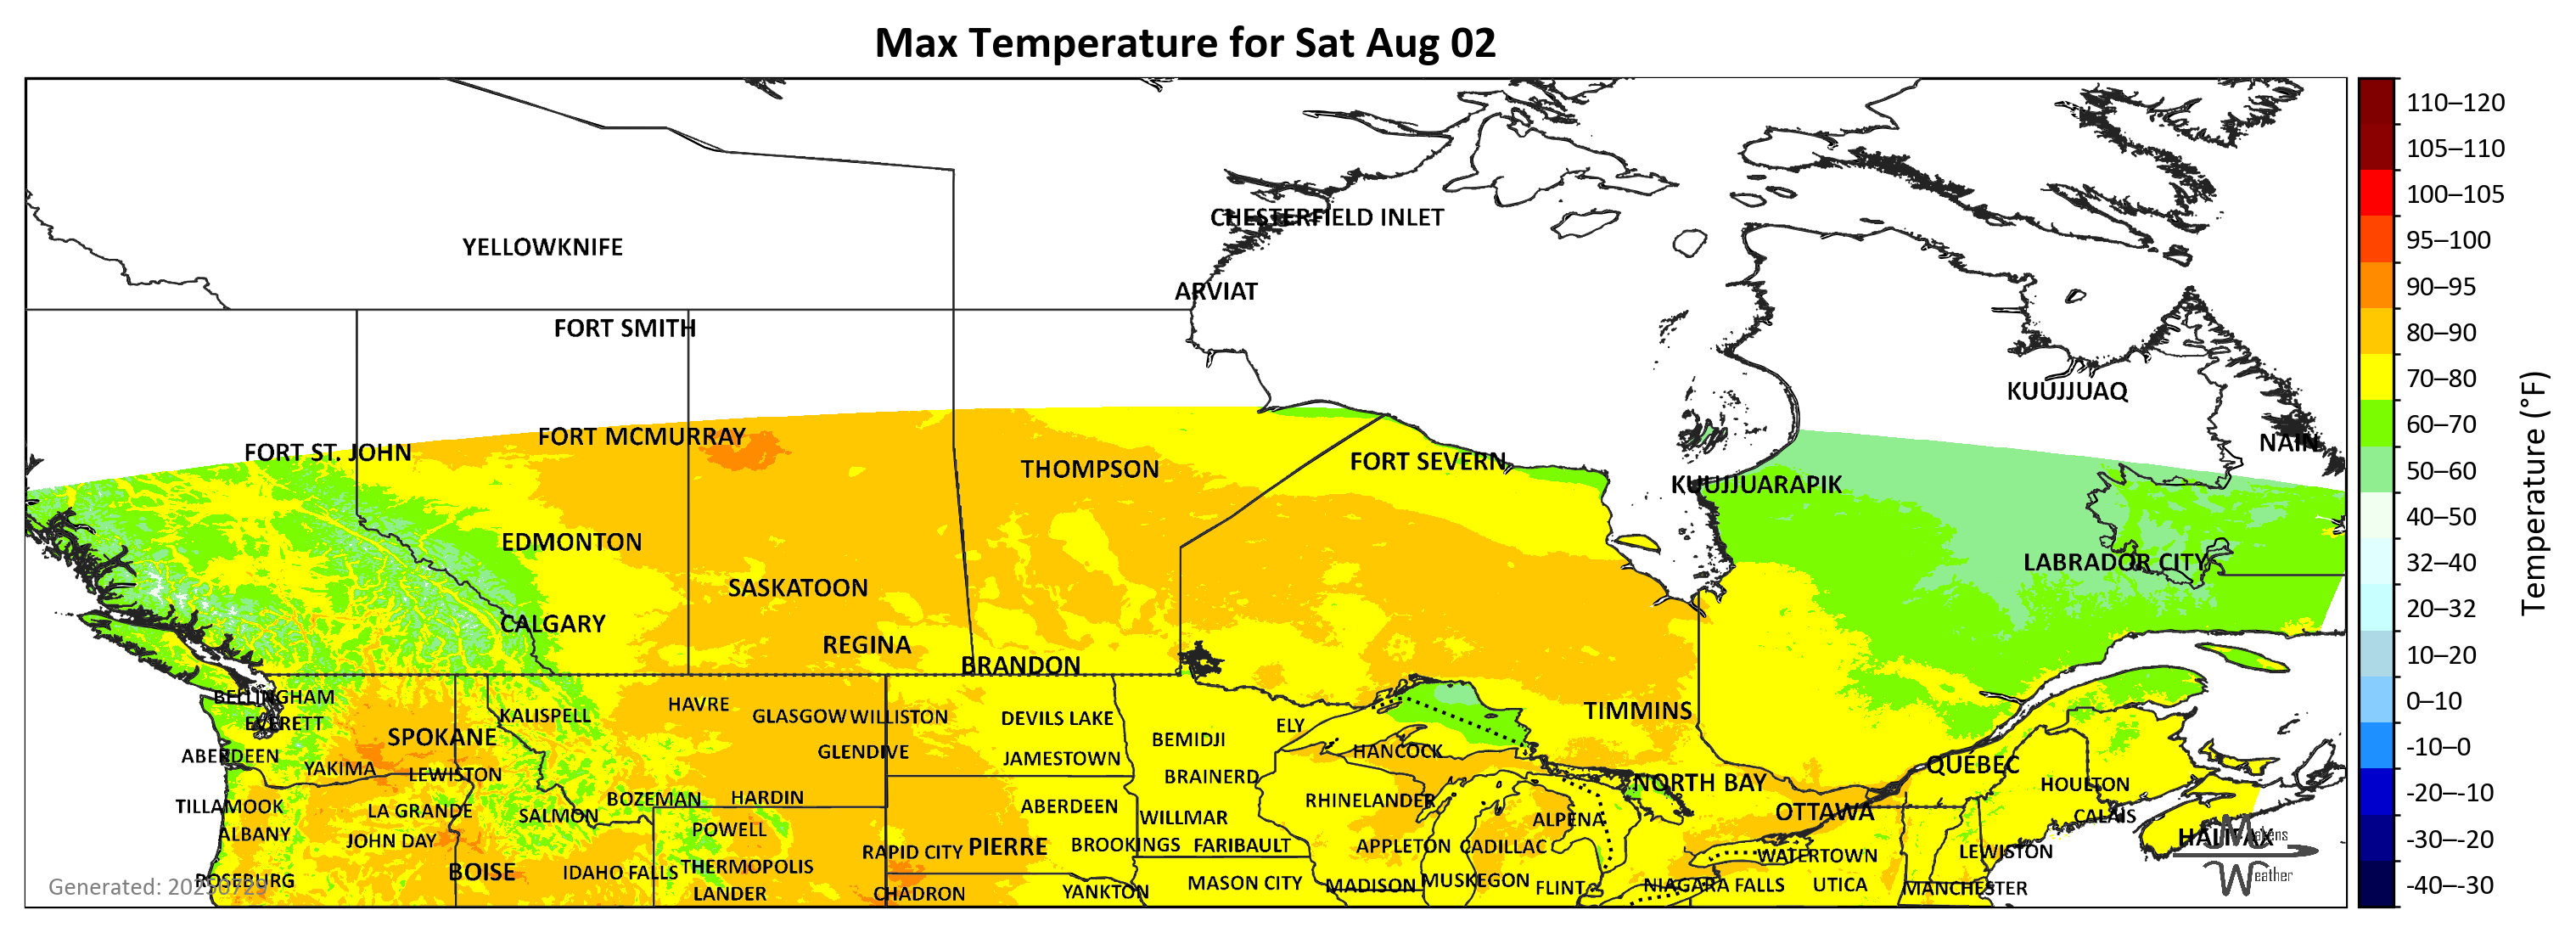 Max Temperature for Sat Aug 02
110–120
105–110
CHESTERFIELD INLET
100–105
YELLOWKNIFE
95–100
ARVIAT
90–95
FORT SMITH
80–90
KUUJJUAQ
70–80
60–70
FORT MCMURRAY
NAIN
FORT ST. JOHN
THOMPSON
FORT SEVERN
50–60
KUUJJUARAPIK
40–50
EDMONTON
LABRADOR CITY
32–40
SASKATOON
20–32
CALGARY
REGINA
10–20
BRANDON
Temperature (°F)
BELLINGHAM
HAVRE
0–10
KALISPELL
GLASGOW
WILLISTON
DEVILS LAKE
TIMMINS
EVERETT
ELY
SPOKANE
BEMIDJI
-10–0
ABERDEEN
GLENDIVE
JAMESTOWN
HANCOCK
QUÉBEC
YAKIMA
LEWISTON
BRAINERD
NORTH BAY
HOULTON
-20–-10
TILLAMOOK
LA GRANDE
BOZEMAN
HARDIN
ABERDEEN
RHINELANDER
SALMON
WILLMAR
ALPENA
OTTAWA
CALAIS
ALBANY
JOHN DAY
POWELL
-30–-20
HALIFAX
Makens
Weather
RAPID CITY
PIERRE
BROOKINGS
FARIBAULT
APPLETON
CADILLAC
WATERTOWN
LEWISTON
BOISE
IDAHO FALLS
THERMOPOLIS
ROSEBURG
Generated: 20250729
LANDER
CHADRON
YANKTON
MASON CITY
MADISON
MUSKEGON
FLINT
NIAGARA FALLS
UTICA
MANCHESTER
-40–-30